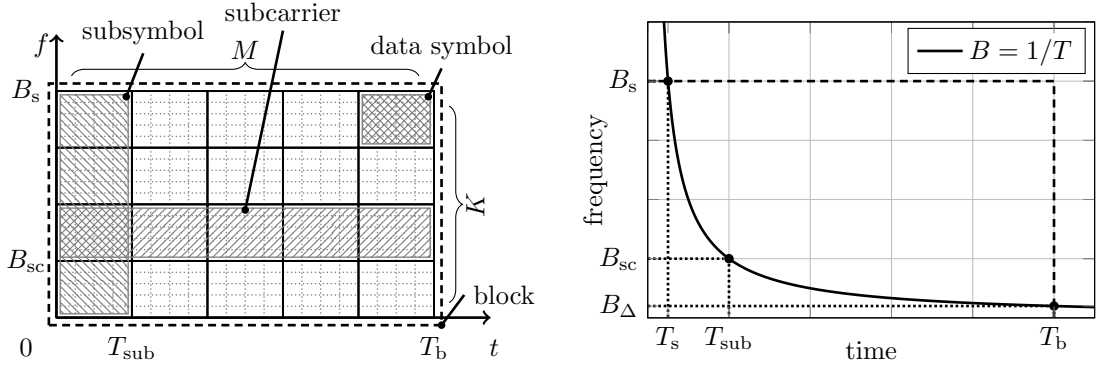 subcarrier
subsymbol
f
M
data symbol
B_s
K
B_sc
block
0
T_sub
T_b
t
B = 1/T
B_s
frequency
B_sc
B_Δ
T_s
T_sub
T_b
time